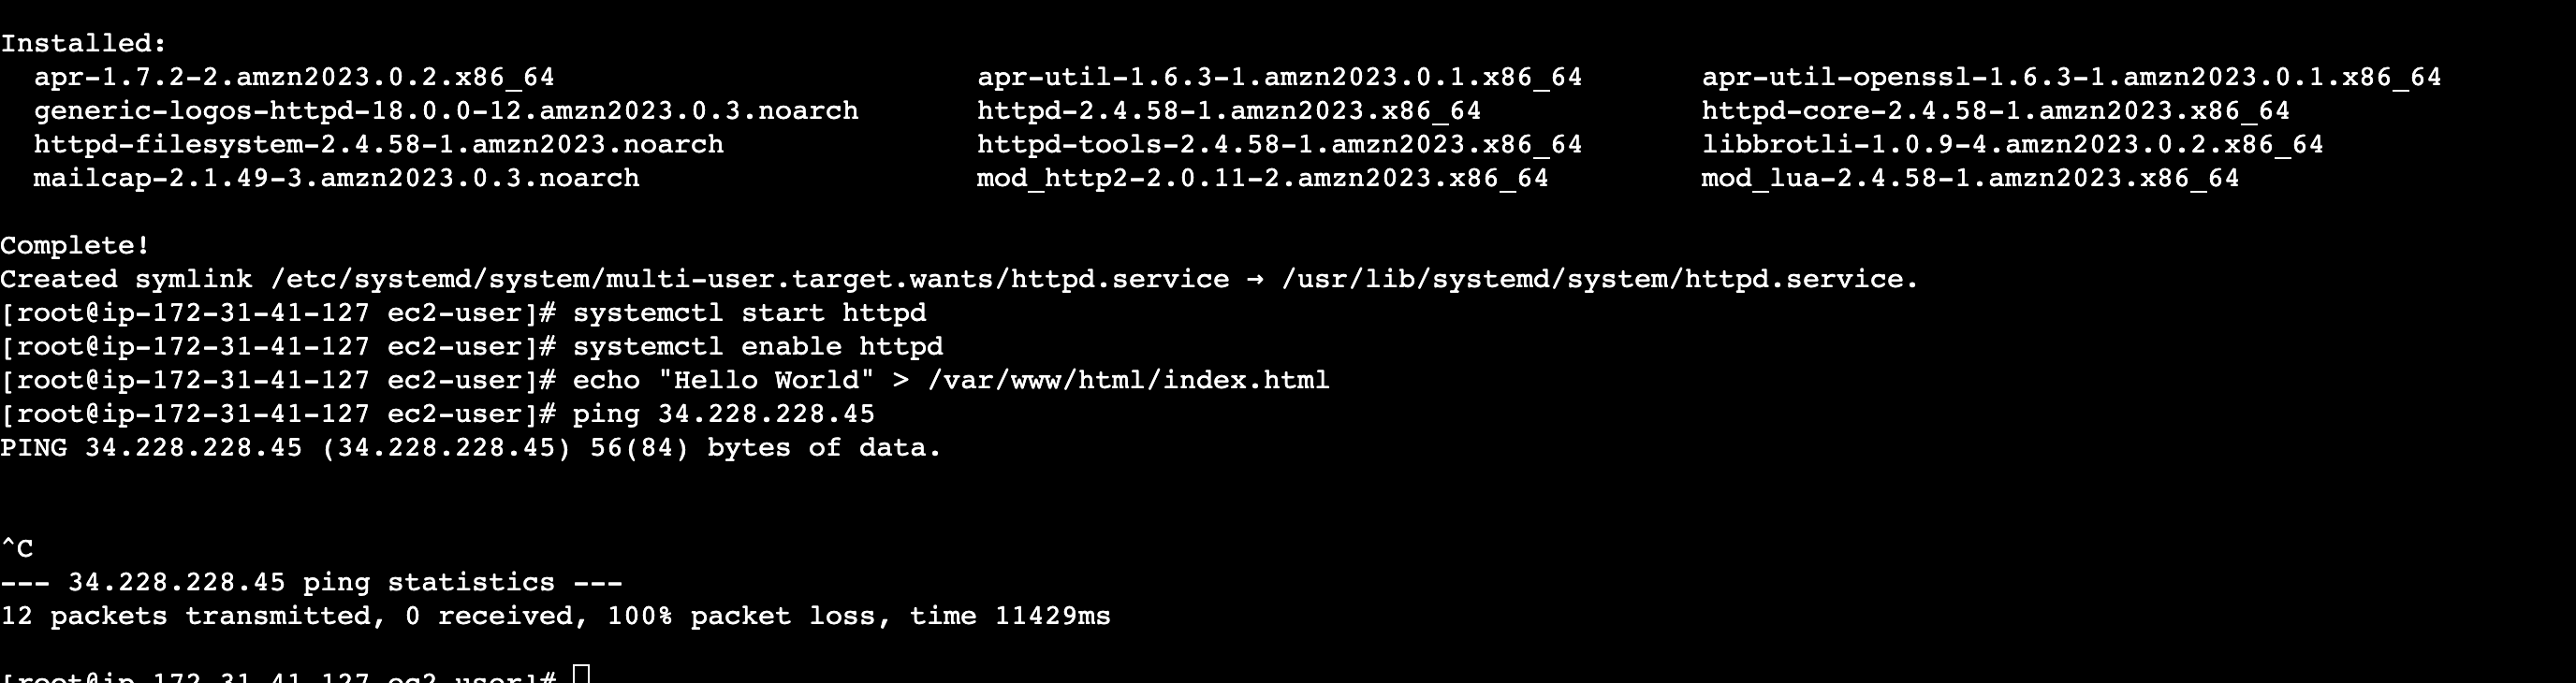 Installed:
apr-1.7.2-2.amzn2023.0.2.x86_64 apr-util-1.6.3-1.amzn2023.0.1.x86_64 apr-util-openssl-1.6.3-1.amzn2023.0.1.x86_64
generic-logos-httpd-18.0.0-12.amzn2023.0.3.noarch httpd-2.4.58-1.amzn2023.x86_64 httpd-core-2.4.58-1.amzn2023.x86_64
httpd-filesystem-2.4.58-1.amzn2023.noarch httpd-tools-2.4.58-1.amzn2023.x86_64 libbrotli-1.0.9-4.amzn2023.0.2.x86_64
mailcap-2.1.49-3.amzn2023.0.3.noarch mod_http2-2.0.11-2.amzn2023.x86_64 mod_lua-2.4.58-1.amzn2023.x86_64
Complete!
Created symlink /etc/systemd/system/multi-user.target.wants/httpd.service → /usr/lib/systemd/system/httpd.service.
[root@ip-172-31-41-127 ec2-user]# systemctl start httpd
[root@ip-172-31-41-127 ec2-user]# systemctl enable httpd
[root@ip-172-31-41-127 ec2-user]# echo "Hello World" > /var/www/html/index.html
[root@ip-172-31-41-127 ec2-user]# ping 34.228.228.45
PING 34.228.228.45 (34.228.228.45) 56(84) bytes of data.
^C
--- 34.228.228.45 ping statistics ---
12 packets transmitted, 0 received, 100% packet loss, time 11429ms
[root@ip-172-31-41-127 ec2-user]#